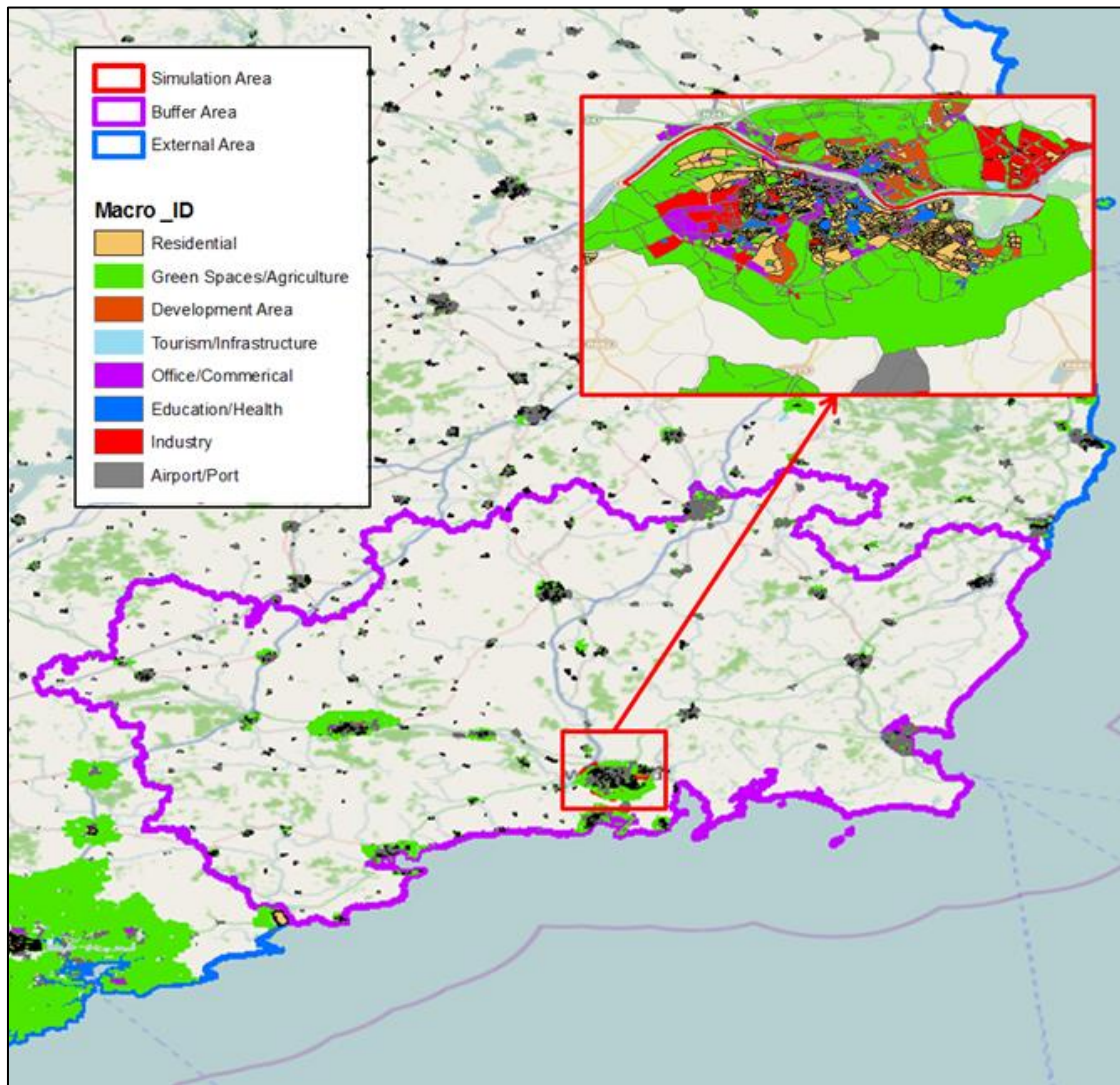 Simulation Area
Buffer Area
External Area
Macro _ID
Residential
Green Spaces/Agriculture
Development Area
Tourism/Infrastructure
Office/Commerical
Education/Health
Industry
Airport/Port